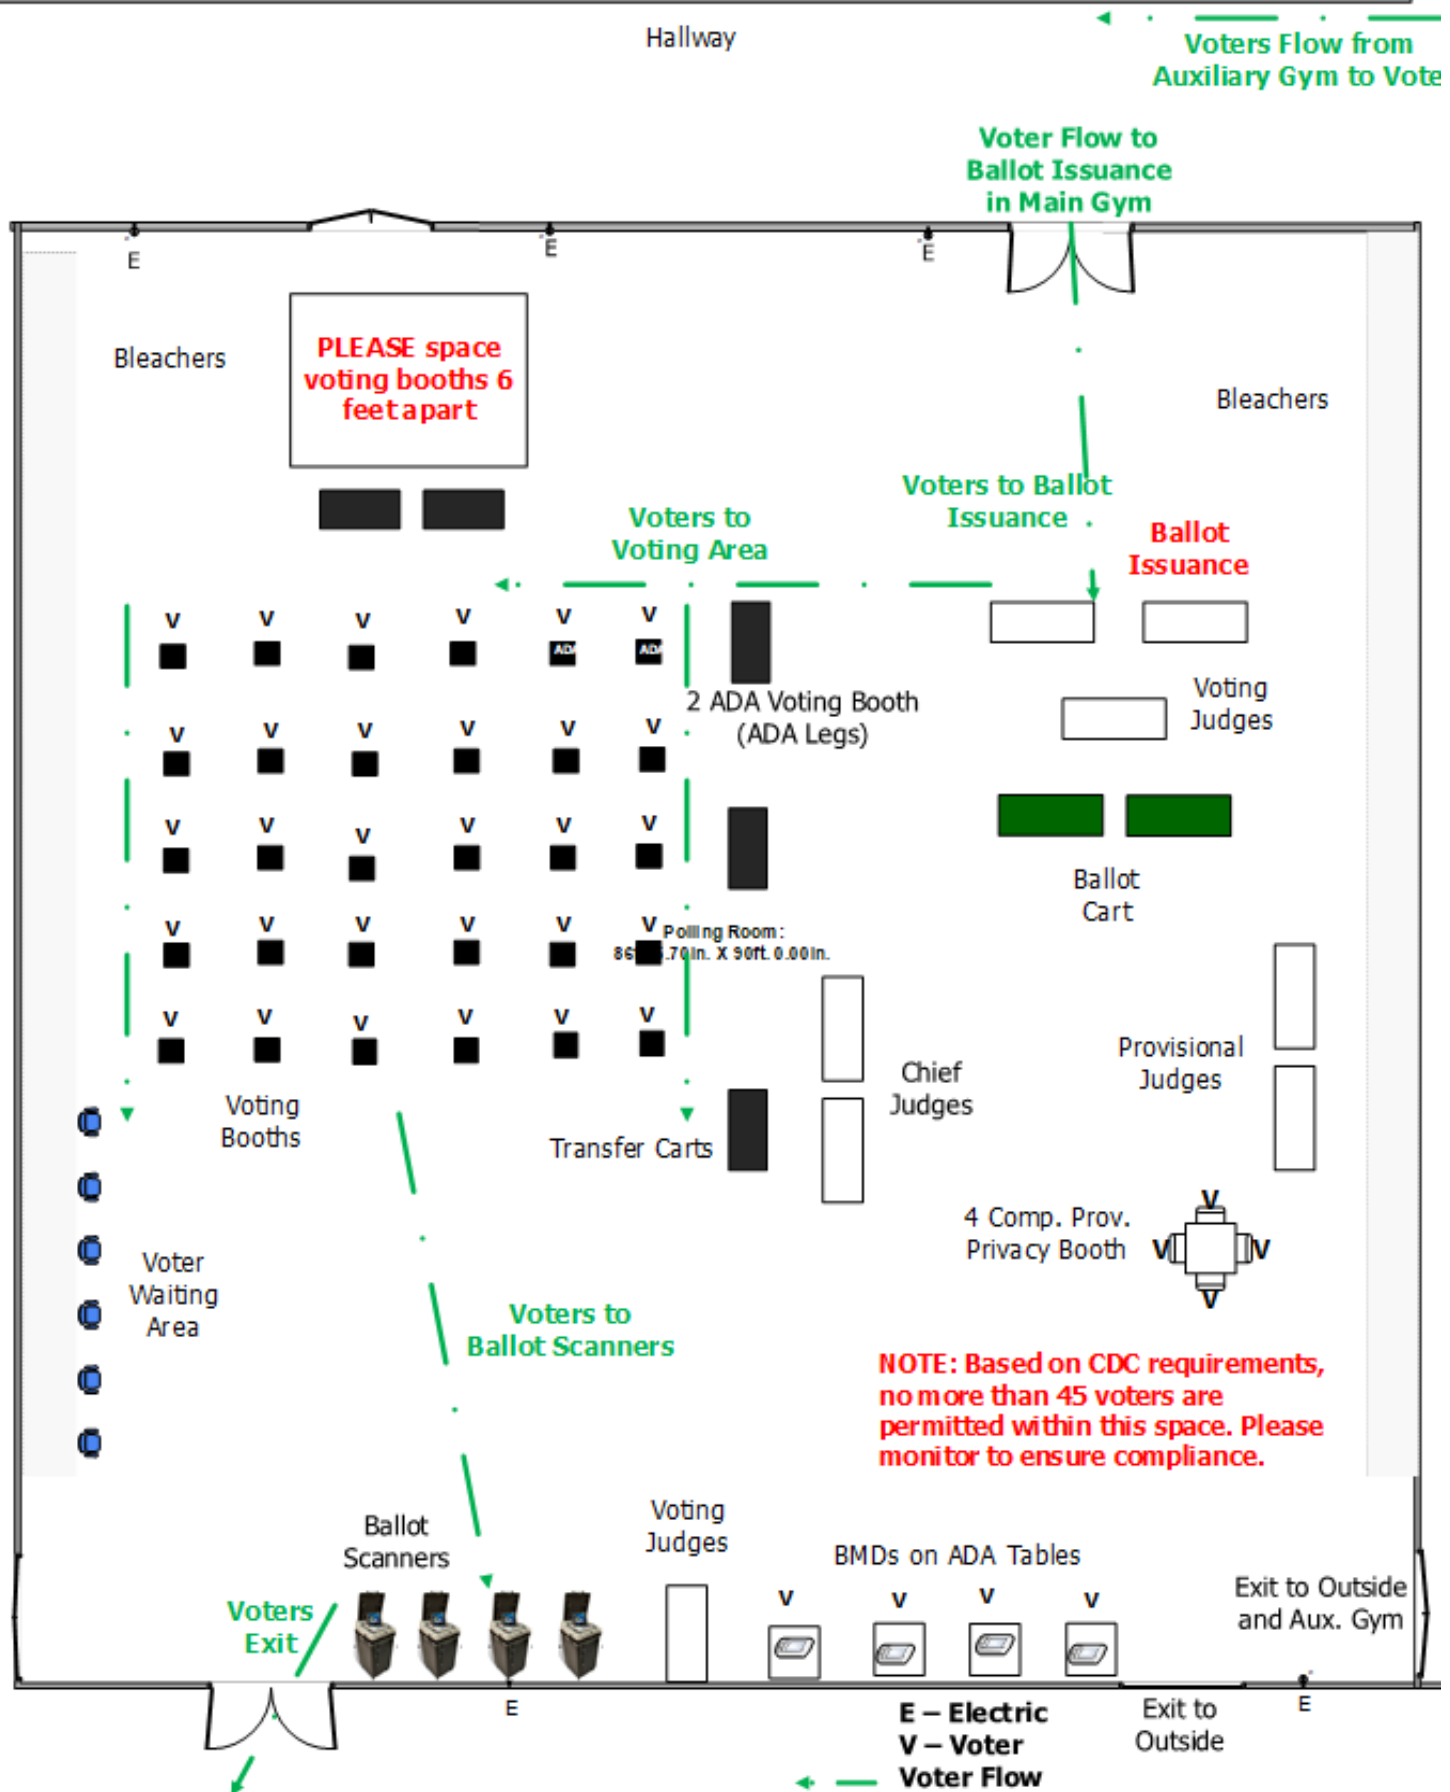 Hallway
Voters Flow from
Auxiliary Gym to Vote
Voter Flow to
Ballot Issuance
in Main Gym
E
E
E
Bleachers
PLEASE space
voting booths 6
feet apart
Bleachers
Voters to Ballot
Issuance
Voters to
Voting Area
Ballot
Issuance
V V V V V V
ADA ADA
2 ADA Voting Booth
(ADA Legs)
Voting
Judges
V V V V V V
V V V V V V
Ballot
Cart
V V V V V V
Polling Room:
.70in. X 90ft. 0.00in.
V V V V V V
Chief
Judges
Provisional
Judges
Voting
Booths
Transfer Carts
4 Comp. Prov.
Privacy Booth
V
V V
V
Voter
Waiting
Area
Voters to
Ballot Scanners
NOTE: Based on CDC requirements,
no more than 45 voters are
permitted within this space. Please
monitor to ensure compliance.
Ballot
Scanners
Voting
Judges
BMDs on ADA Tables
V V V V
Exit to Outside
and Aux. Gym
Voters
Exit
E
E
E – Electric
V – Voter
Voter Flow
Exit to
Outside